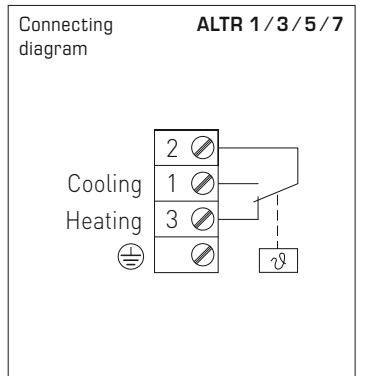 Connecting ALTR 1/3/5/7
diagram
2
Cooling 1
Heating 3
ϑ